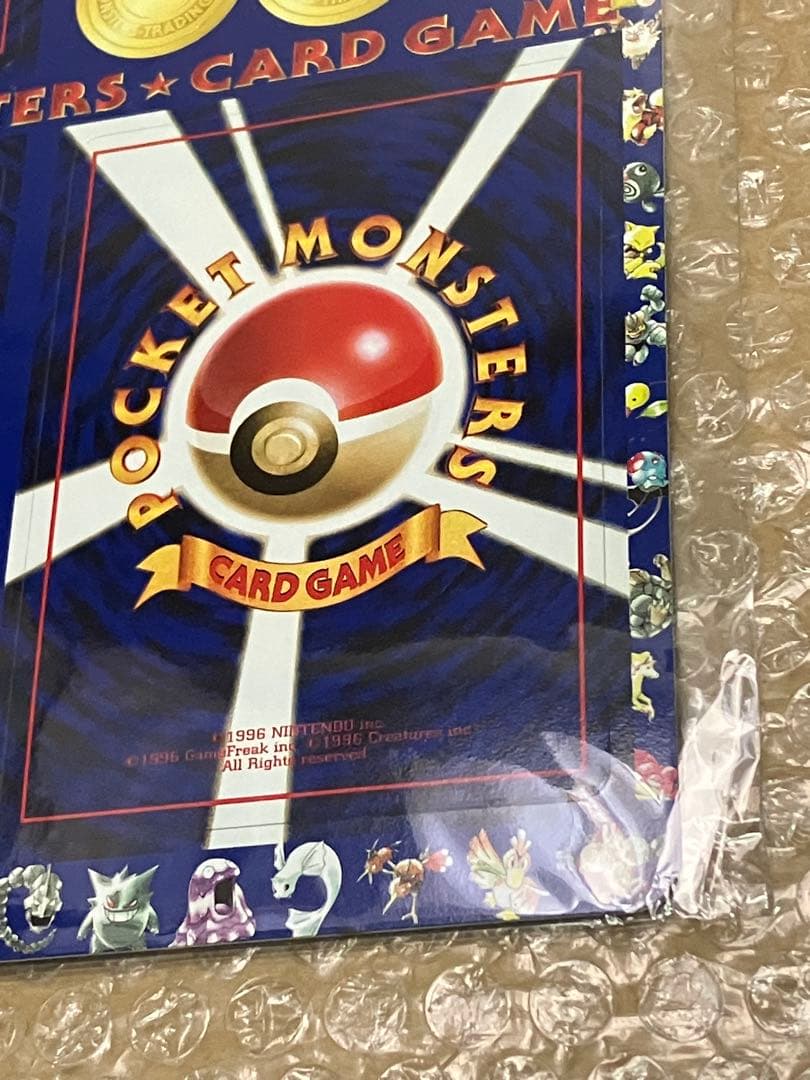 TRADING
TERS ★ CARD GAME
POCKET MONSTERS
CARD GAME
©1996 NINTENDO inc.
©1996 GameFreak inc. ©1996 Creatures inc.
All Rights reserved